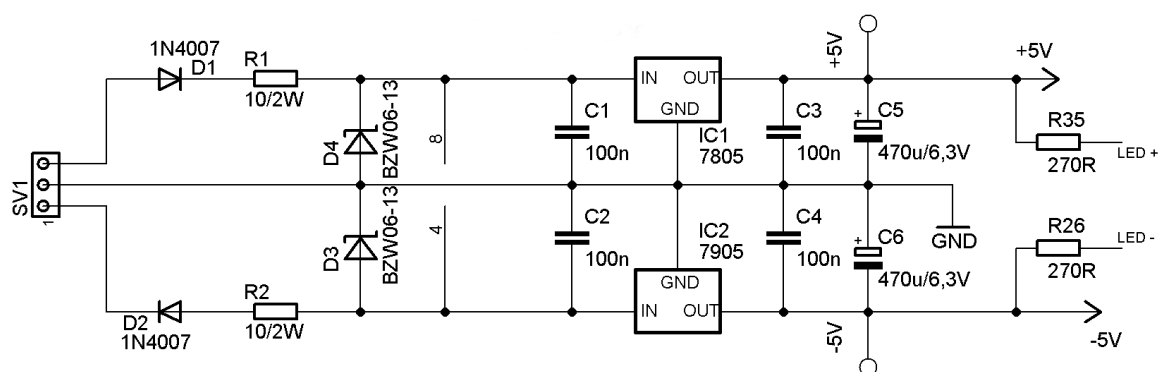 1N4007
D1
R1
10/2W
+5V
+5V
IN OUT
GND
IC1
7805
D4
BZW06-13
8
C1
100n
C3
100n
+
C5
470u/6,3V
R35
270R
LED +
SV1
1
D3
BZW06-13
4
C2
100n
IC2
7905
GND
IN OUT
C4
100n
+
C6
470u/6,3V
GND
R26
270R
LED -
D2
1N4007
R2
10/2W
-5V
-5V